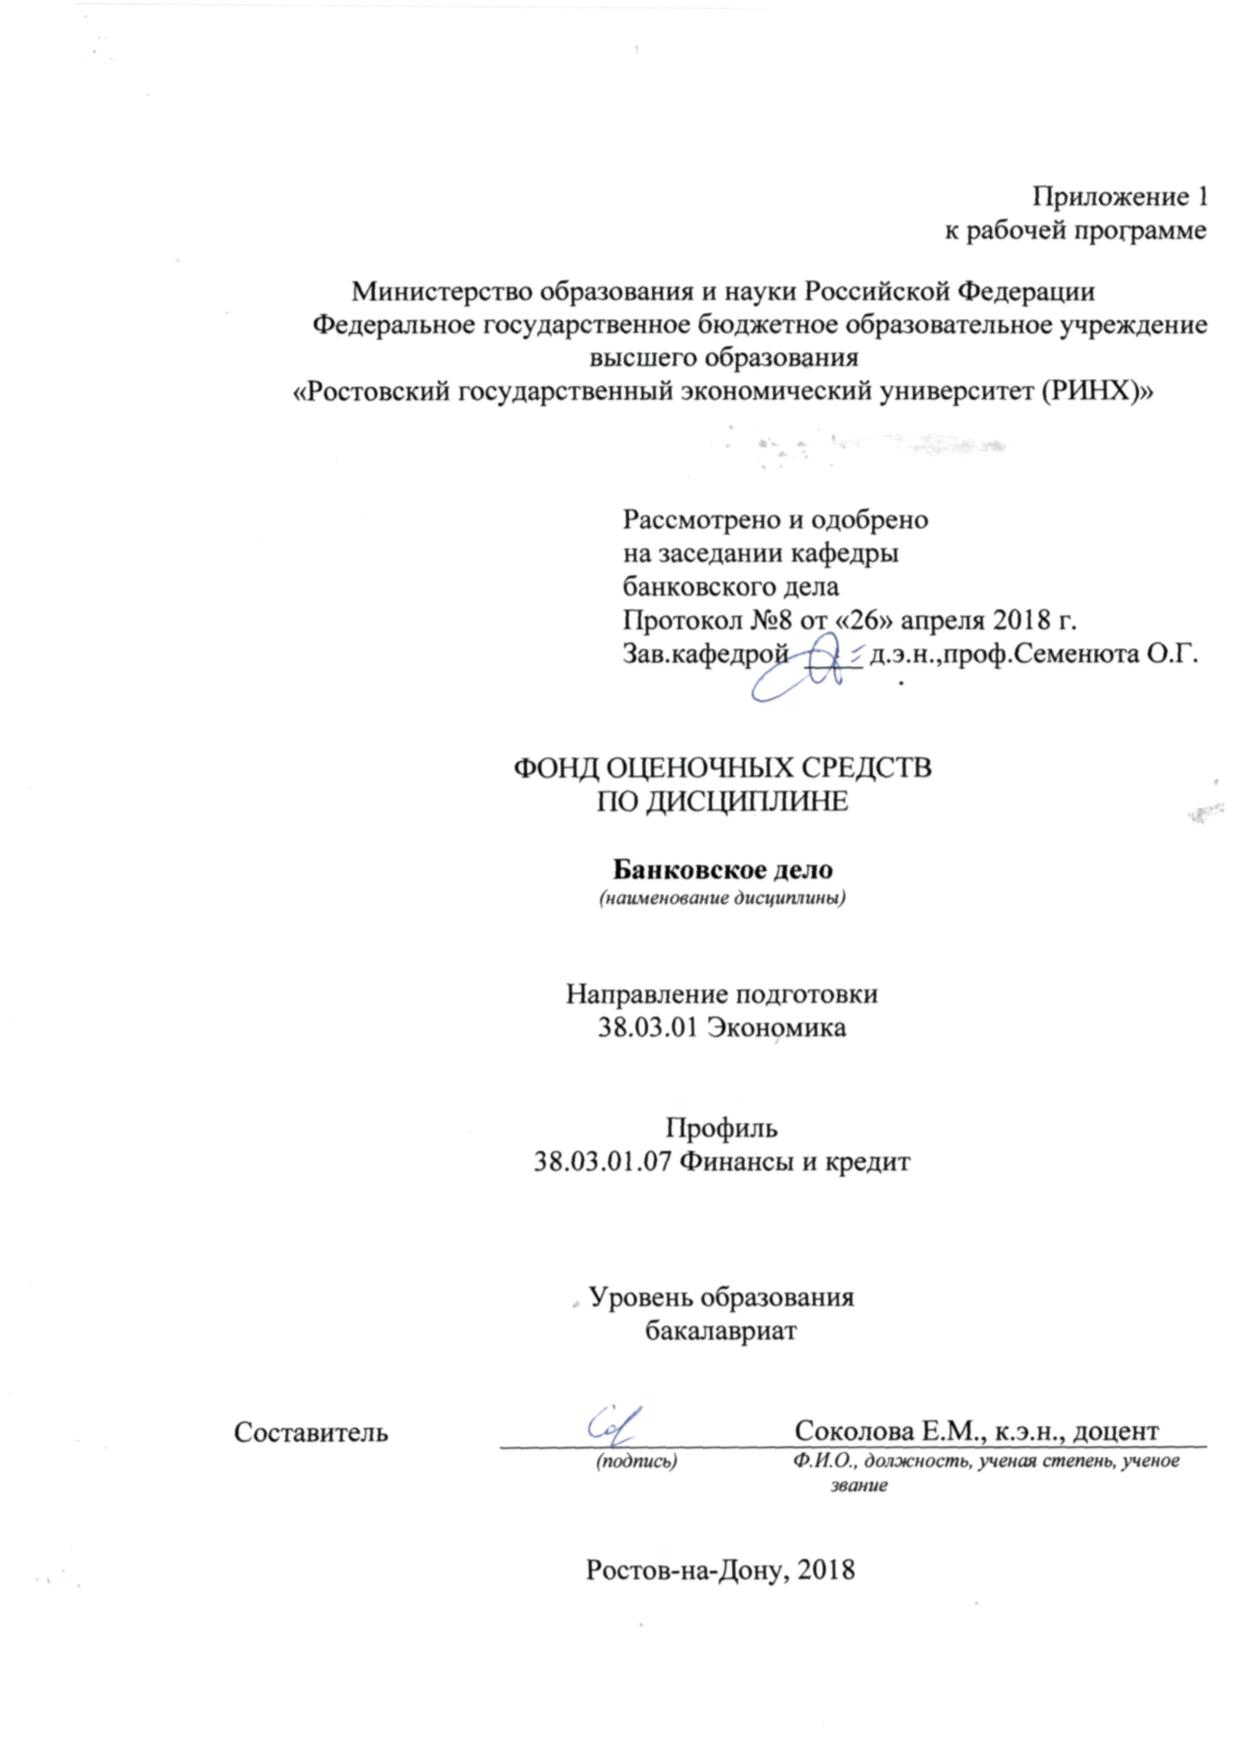 Приложение 1
к рабочей программе
Министерство образования и науки Российской Федерации
Федеральное государственное бюджетное образовательное учреждение
высшего образования
«Ростовский государственный экономический университет (РИНХ)»
Рассмотрено и одобрено
на заседании кафедры
банковского дела
Протокол №8 от «26» апреля 2018 г.
Зав.кафедрой ____ д.э.н.,проф.Семенюта О.Г.
ФОНД ОЦЕНОЧНЫХ СРЕДСТВ
ПО ДИСЦИПЛИНЕ
Банковское дело
(наименование дисциплины)
Направление подготовки
38.03.01 Экономика
Профиль
38.03.01.07 Финансы и кредит
Уровень образования
бакалавриат
Составитель Соколова Е.М., к.э.н., доцент
(подпись) Ф.И.О., должность, ученая степень, ученое
звание
Ростов-на-Дону, 2018